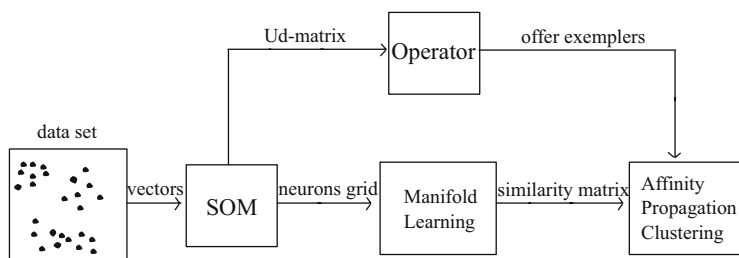 Ud-matrix
Operator
offer exemplers
data set
vectors
SOM
neurons grid
Manifold
Learning
similarity matrix
Affinity
Propagation
Clustering